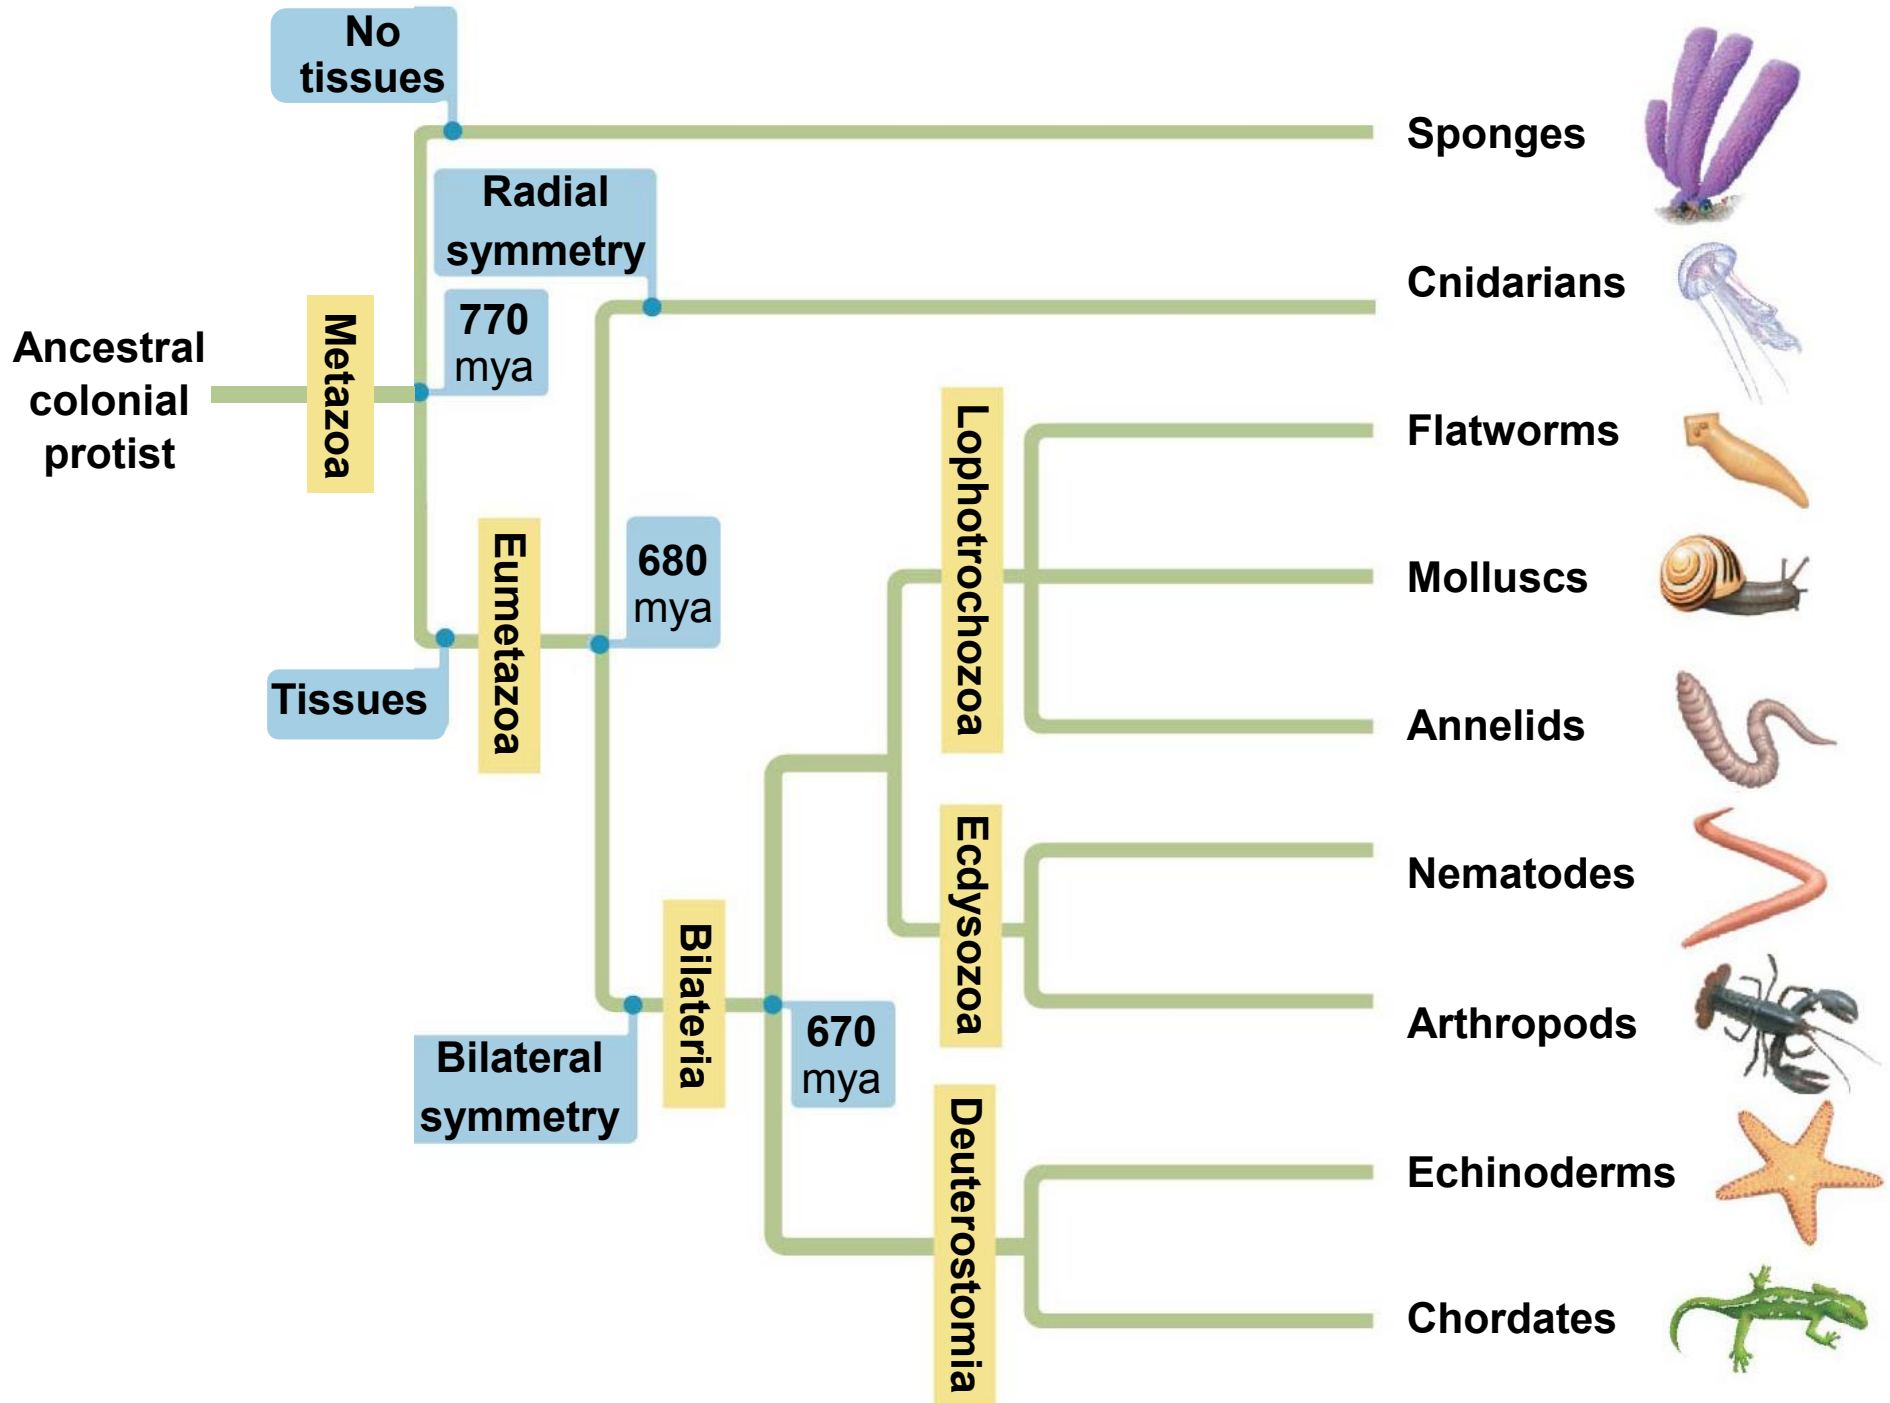 No
tissues
Sponges
Radial
symmetry
Cnidarians
770
mya
Ancestral
colonial
protist
Metazoa
Flatworms
Lophotrochozoa
Eumetazoa
680
mya
Molluscs
Tissues
Annelids
Ecdysozoa
Nematodes
Bilateria
Arthropods
Bilateral
symmetry
670
mya
Deuterostomia
Echinoderms
Chordates